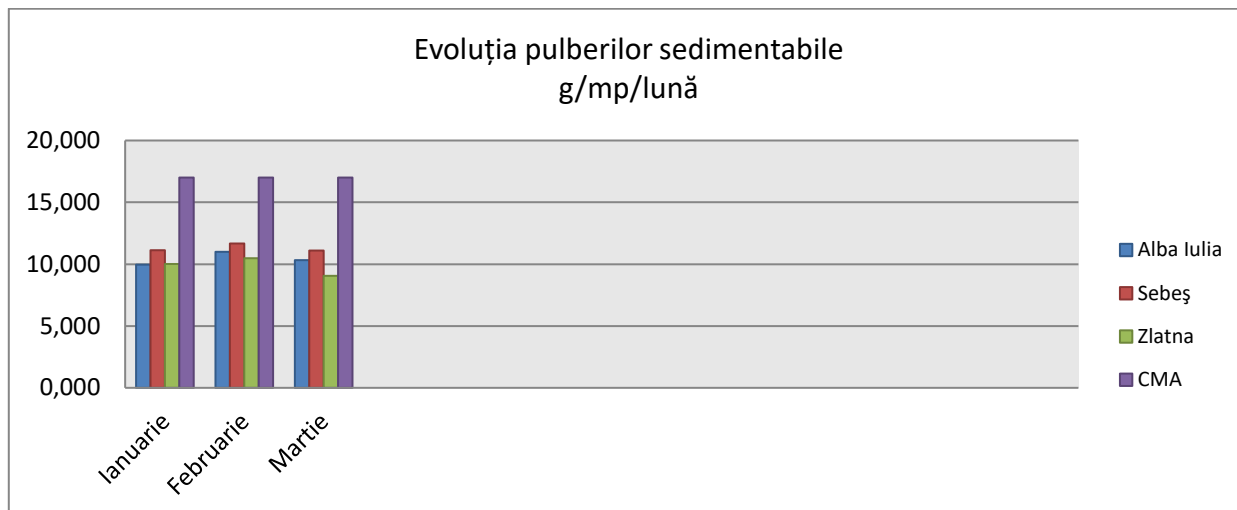 Evoluția pulberilor sedimentabile
g/mp/lună
20,000
15,000
10,000
5,000
0,000
Ianuarie
Februarie
Martie
Alba Iulia
Sebeş
Zlatna
CMA